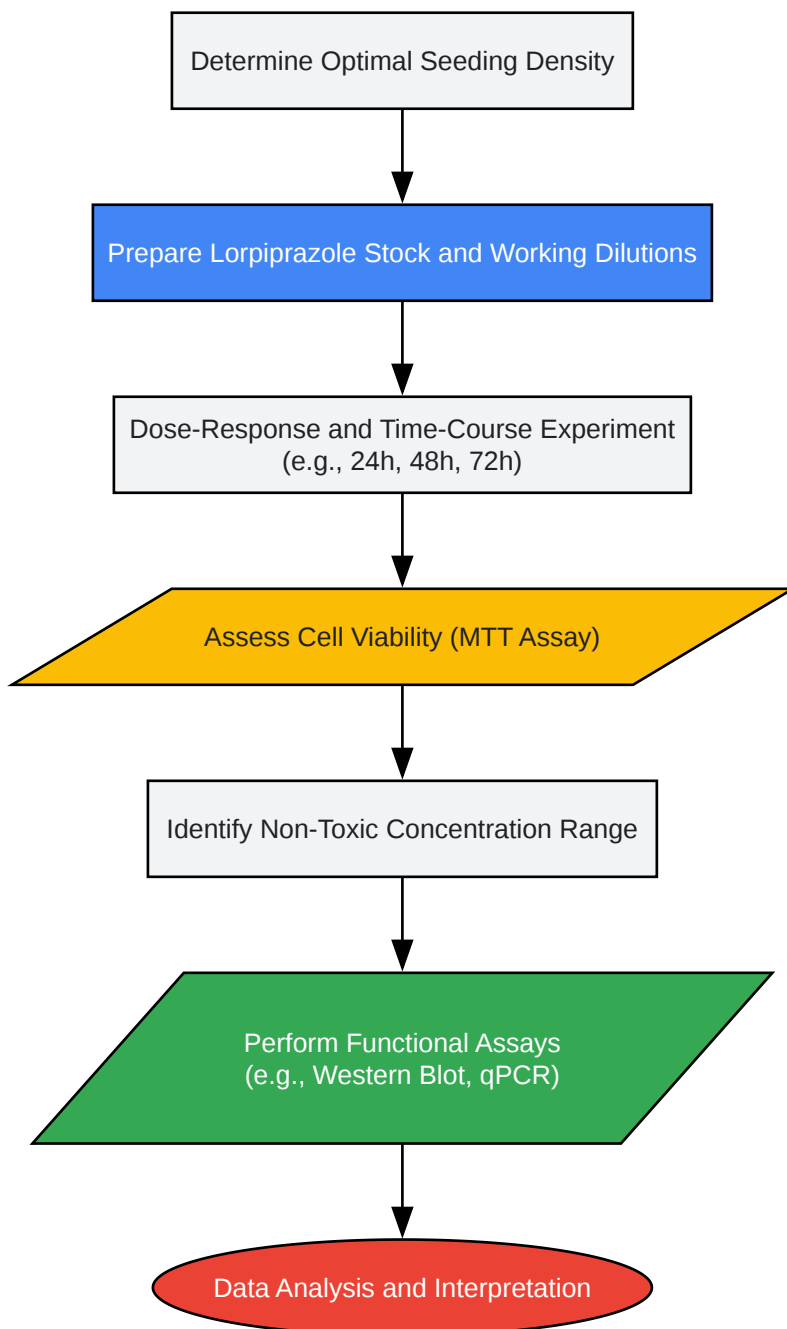 Determine Optimal Seeding Density
Prepare Lorpiprazole Stock and Working Dilutions
Dose-Response and Time-Course Experiment
(e.g., 24h, 48h, 72h)
Assess Cell Viability (MTT Assay)
Identify Non-Toxic Concentration Range
Perform Functional Assays
(e.g., Western Blot, qPCR)
Data Analysis and Interpretation